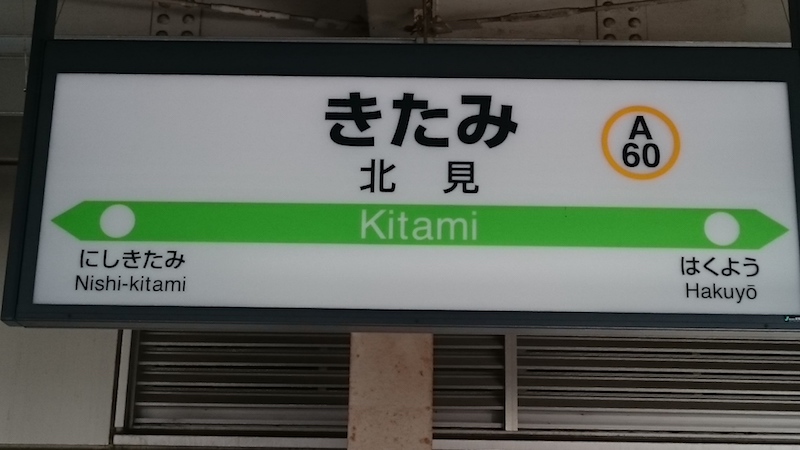 きたみ
北見
A
60
Kitami
にしきたみ
Nishi-kitami
はくよう
Hakuyō